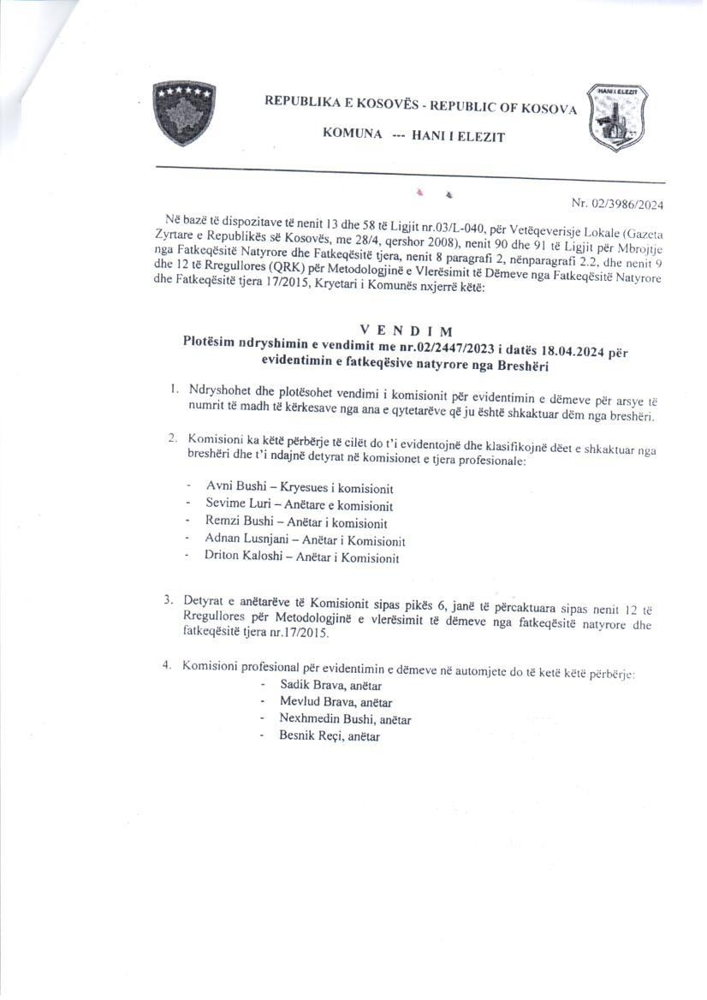 HANI I ELEZIT
REPUBLIKA E KOSOVËS - REPUBLIC OF KOSOVA
KOMUNA --- HANI I ELEZIT
Nr. 02/3986/2024
Në bazë të dispozitave të nenit 13 dhe 58 të Ligjit nr.03/L-040, për Vetëqeverisje Lokale (Gazeta
Zyrtare e Republikës së Kosovës, me 28/4, qershor 2008), nenit 90 dhe 91 të Ligjit për Mbrojtje
nga Fatkeqësitë Natyrore dhe Fatkeqësitë tjera, nenit 8 paragrafi 2, nënparagrafi 2.2, dhe nenit 9
dhe 12 të Rregullores (QRK) për Metodologjinë e Vlerësimit të Dëmeve nga Fatkeqësitë Natyrore
dhe Fatkeqësitë tjera 17/2015, Kryetari i Komunës nxjerrë këtë:
V E N D I M
Plotësim ndryshimin e vendimit me nr.02/2447/2023 i datës 18.04.2024 për
evidentimin e fatkeqësive natyrore nga Breshëri
1. Ndryshohet dhe plotësohet vendimi i komisionit për evidentimin e dëmeve për arsye të
numrit të madh të kërkesave nga ana e qytetarëve që ju është shkaktuar dëm nga breshëri.
2. Komisioni ka këtë përbërje të cilët do t'i evidentojnë dhe klasifikojnë dëet e shkaktuar nga
breshëri dhe t'i ndajnë detyrat në komisionet e tjera profesionale:
- Avni Bushi – Kryesues i komisionit
- Sevime Luri – Anëtare e komisionit
- Remzi Bushi – Anëtar i komisionit
- Adnan Lusnjani – Anëtar i Komisionit
- Driton Kaloshi – Anëtar i Komisionit
3. Detyrat e anëtarëve të Komisionit sipas pikës 6, janë të përcaktuara sipas nenit 12 të
Rregullores për Metodologjinë e vlerësimit të dëmeve nga fatkeqësitë natyrore dhe
fatkeqësitë tjera nr.17/2015.
4. Komisioni profesional për evidentimin e dëmeve në automjete do të ketë këtë përbërje:
- Sadik Brava, anëtar
- Mevlud Brava, anëtar
- Nexhmedin Bushi, anëtar
- Besnik Reçi, anëtar